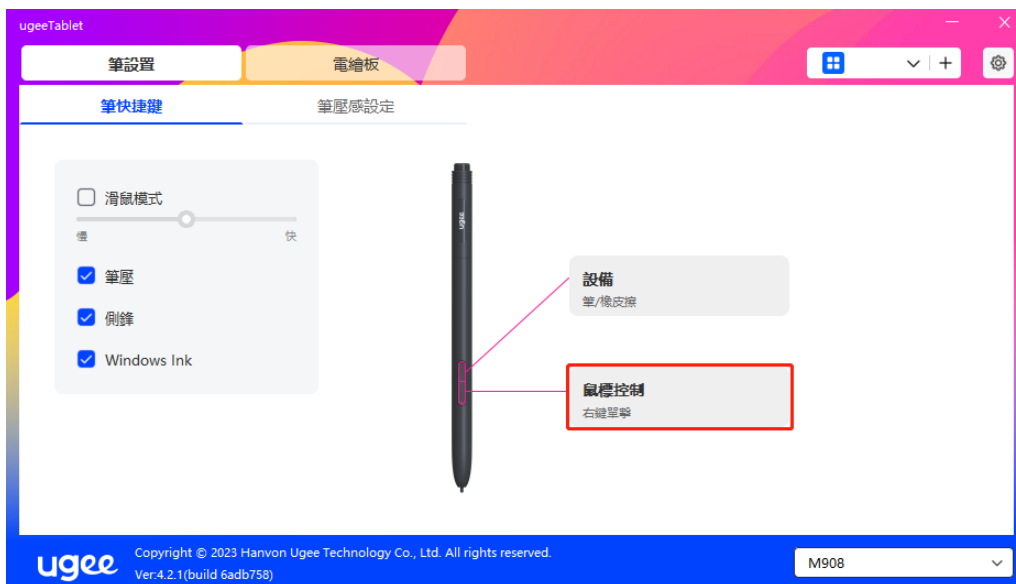 ugeeTablet
筆設置
電繪板
筆快捷鍵
筆壓感設定
滑鼠模式
慢
快
筆壓
側鋒
Windows Ink
ugee
設備
筆/橡皮擦
鼠標控制
右鍵單擊
ugee
Copyright © 2023 Hanvon Ugee Technology Co., Ltd. All rights reserved.
Ver:4.2.1(build 6adb758)
M908